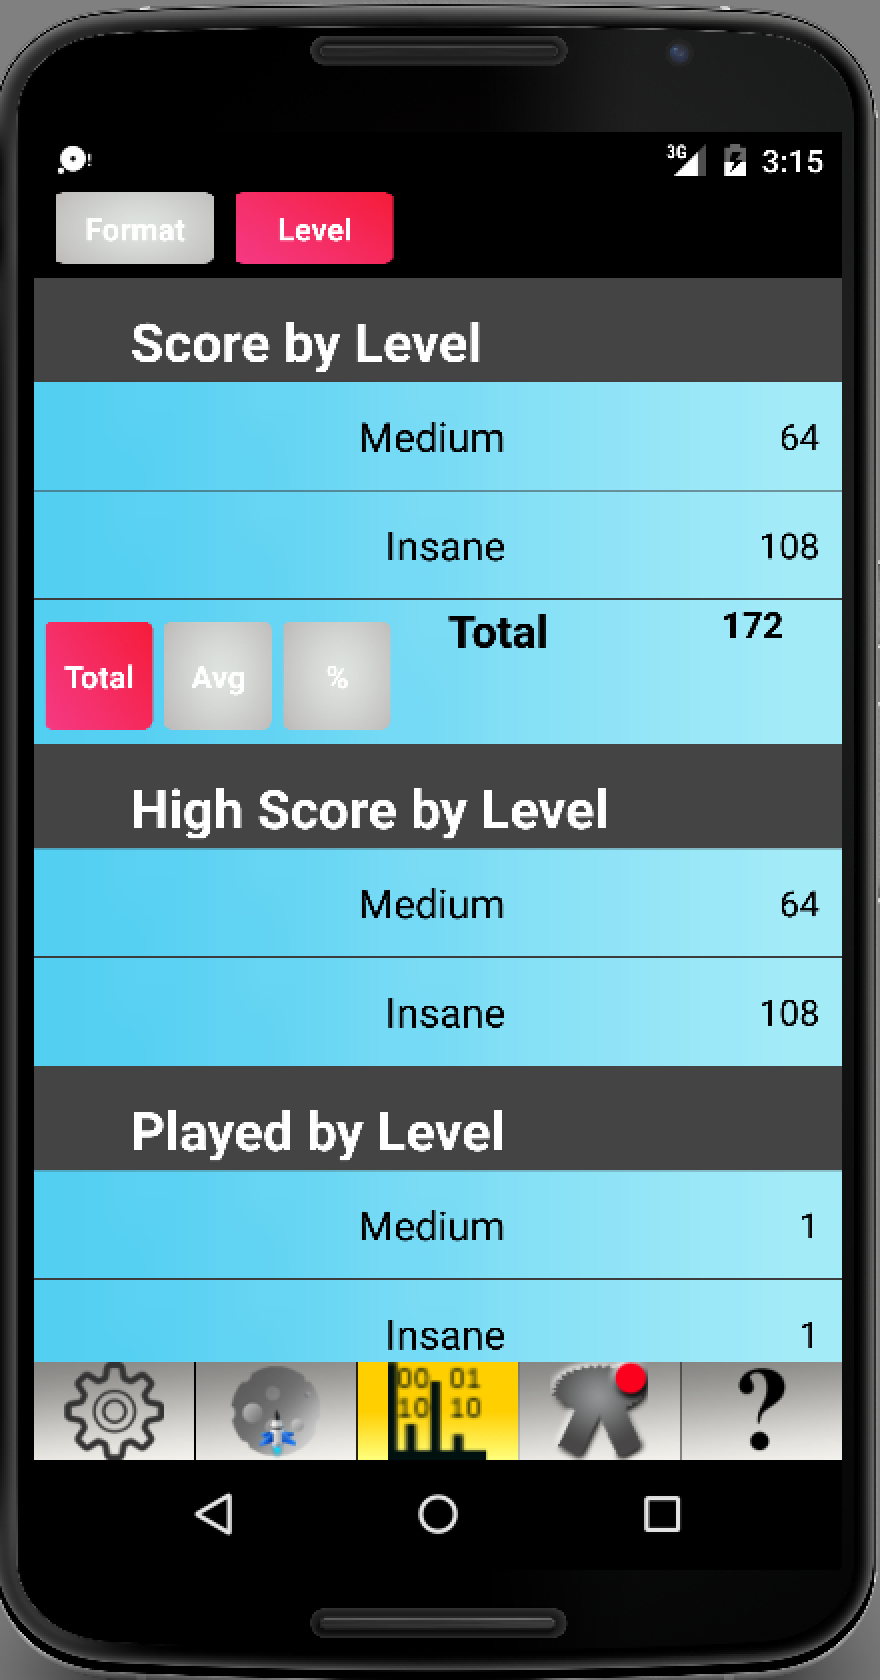 3G 3:15
Format Level
Score by Level
Medium 64
Insane 108
Total 172
Total Avg %
High Score by Level
Medium 64
Insane 108
Played by Level
Medium 1
Insane 1
00 01
10 10
?